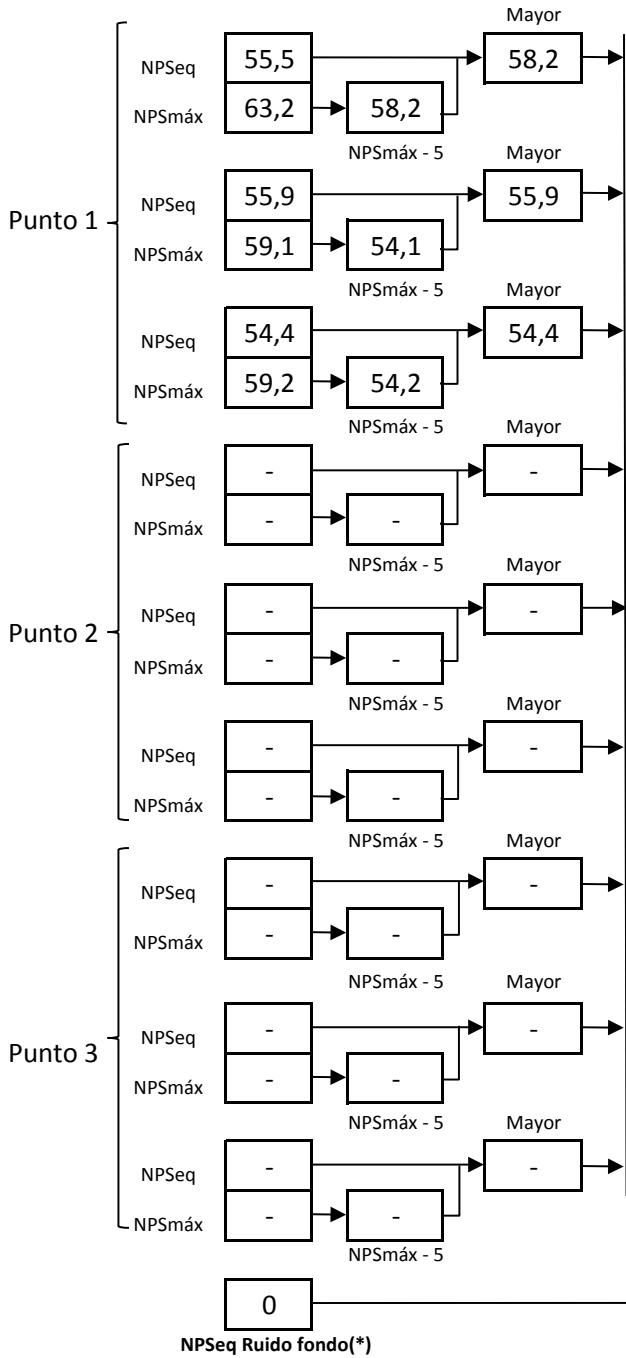 Mayor
NPSeq 55,5 58,2
NPSmáx 63,2 58,2
NPSmáx - 5 Mayor
NPSeq 55,9 55,9
Punto 1
NPSmáx 59,1 54,1
NPSmáx - 5 Mayor
NPSeq 54,4 54,4
NPSmáx 59,2 54,2
NPSmáx - 5 Mayor
NPSeq - -
NPSmáx - -
NPSmáx - 5 Mayor
NPSeq - -
Punto 2
NPSmáx - -
NPSmáx - 5 Mayor
NPSeq - -
NPSmáx - -
NPSmáx - 5 Mayor
NPSeq - -
NPSmáx - -
NPSmáx - 5 Mayor
NPSeq - -
Punto 3
NPSmáx - -
NPSmáx - 5 Mayor
NPSeq - -
NPSmáx - -
NPSmáx - 5
0
NPSeq Ruido fondo(*)